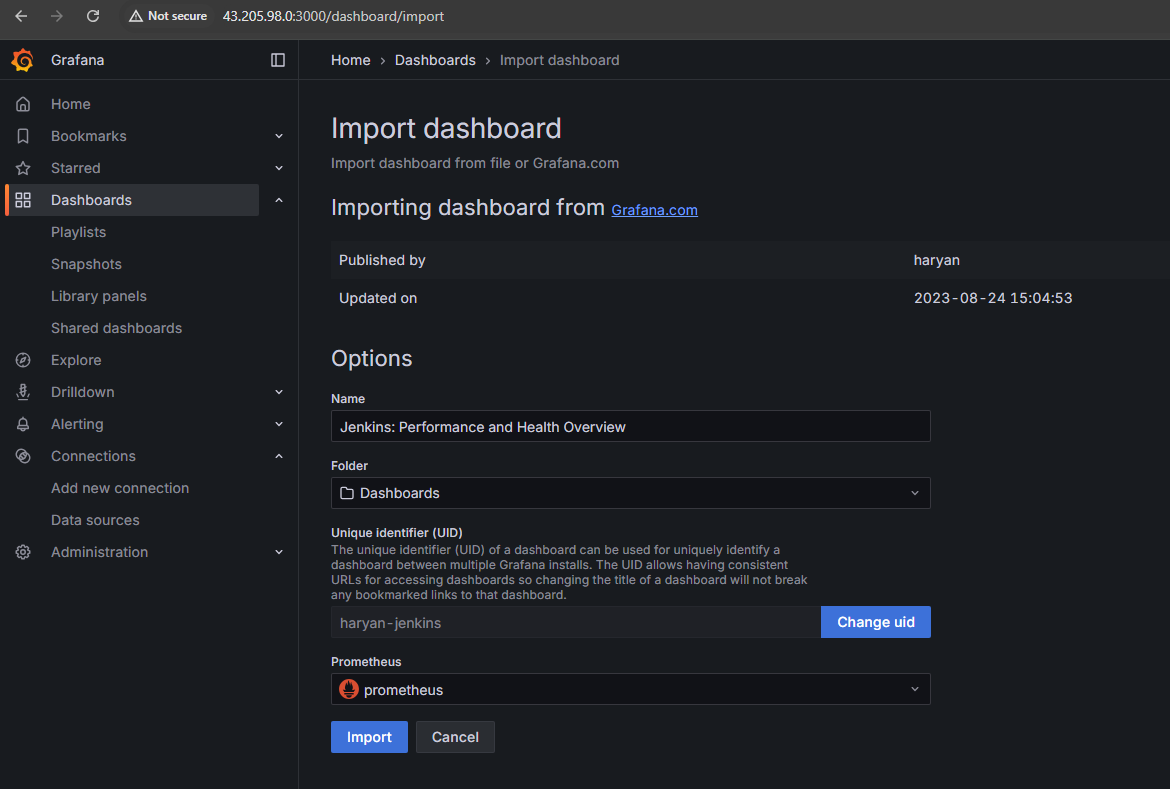 Not secure 43.205.98.0:3000/dashboard/import
Grafana
Home › Dashboards › Import dashboard
Home
Bookmarks
Starred
Dashboards
Playlists
Snapshots
Library panels
Shared dashboards
Explore
Drilldown
Alerting
Connections
Add new connection
Data sources
Administration
Import dashboard
Import dashboard from file or Grafana.com
Importing dashboard from Grafana.com
Published by haryan
Updated on 2023-08-24 15:04:53
Options
Name
Jenkins: Performance and Health Overview
Folder
Dashboards
Unique identifier (UID)
The unique identifier (UID) of a dashboard can be used for uniquely identify a
dashboard between multiple Grafana installs. The UID allows having consistent
URLs for accessing dashboards so changing the title of a dashboard will not break
any bookmarked links to that dashboard.
haryan-jenkins Change uid
Prometheus
prometheus
Import Cancel